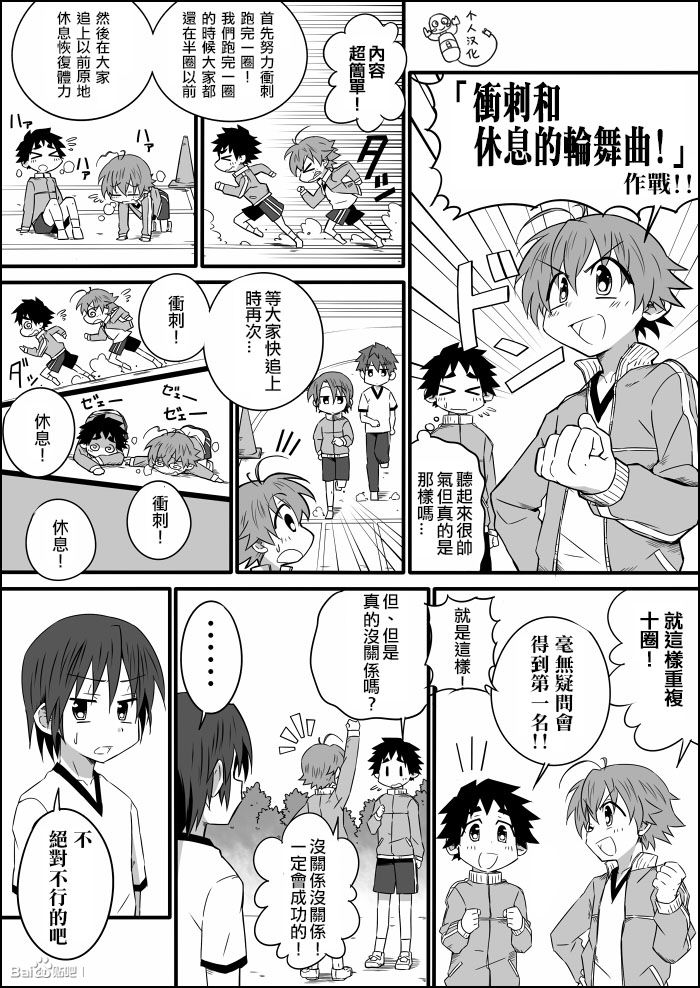 个人汉化
「衝刺和
休息的輪舞曲！」
作戰！！
ドドン
聽起來很帥
氣但真的是
那樣嗎…
內容
超簡單！
ダッ
首先努力衝刺
跑完一圈！
我們跑完一圈
的時候大家都
還在半圈以前
然後在大家
追上以前原地
休息恢復體力
ハァ
ハァ
等大家快追上
時再次…
衝刺！
ダッ
ゼェー
ゼェー
休息！
衝刺！
休息！
就這樣重複
十圈！
毫無疑問會
得到第一名！！
就是這樣！
但、但是
真的沒關係嗎？
沒關係沒關係！
一定會成功的！
……
不
絕對不行的吧
Bai 贴吧